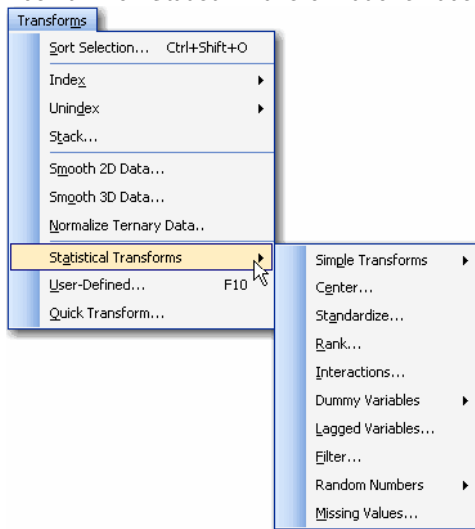 Transforms
Sort Selection... Ctrl+Shift+O
Index
Unindex
Stack...
Smooth 2D Data...
Smooth 3D Data...
Normalize Ternary Data..
Statistical Transforms
User-Defined... F10
Quick Transform...
Simple Transforms
Center...
Standardize...
Rank...
Interactions...
Dummy Variables
Lagged Variables...
Filter...
Random Numbers
Missing Values...